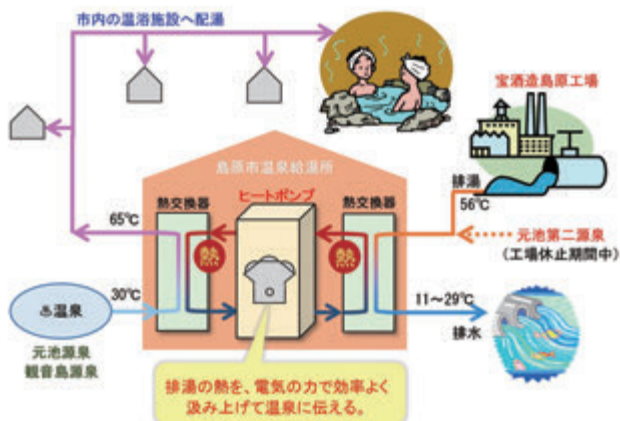 市内の温浴施設へ配湯
宝酒造島原工場
島原市温泉給湯所
排湯
56℃
熱交換器
ヒートポンプ
熱交換器
65℃
熱
熱
元池第二源泉
(工場休止期間中)
30℃
♨温泉
11～29℃
排水
元池源泉
観音島源泉
排湯の熱を、電気の力で効率よく
汲み上げて温泉に伝える。